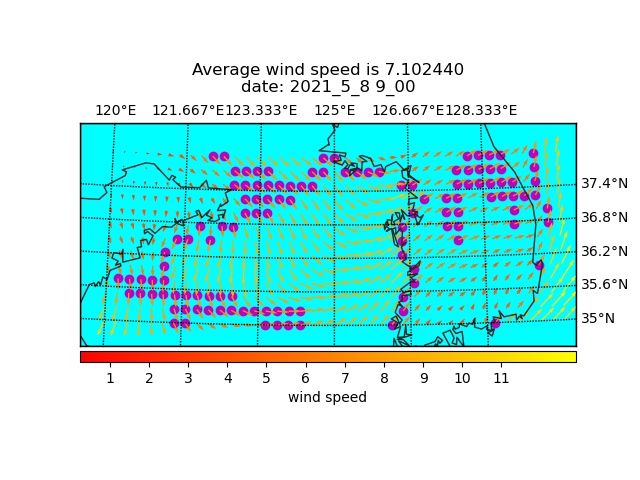 Average wind speed is 7.102440
date: 2021_5_8 9_00
120°E 121.667°E 123.333°E 125°E 126.667°E 128.333°E
37.4°N
36.8°N
36.2°N
35.6°N
35°N
1 2 3 4 5 6 7 8 9 10 11
wind speed